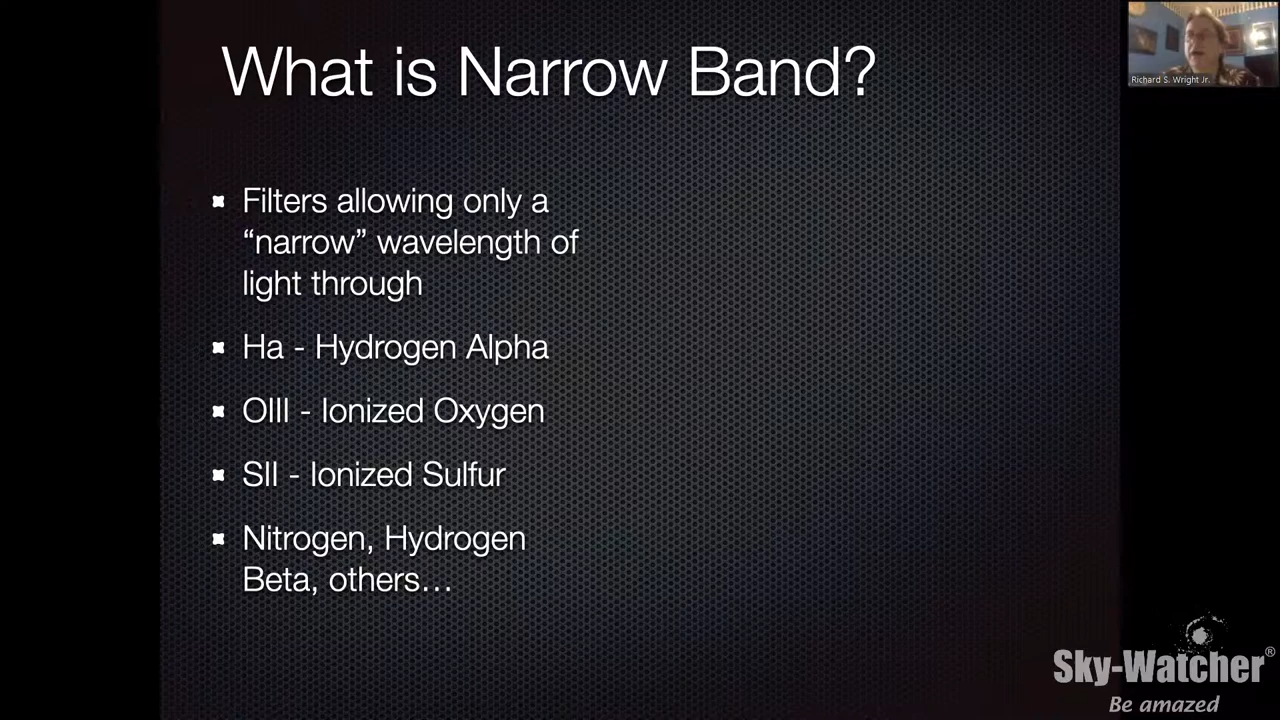 What is Narrow Band?
Richard S. Wright Jr.
Filters allowing only a
“narrow” wavelength of
light through
Ha - Hydrogen Alpha
OIII - Ionized Oxygen
SII - Ionized Sulfur
Nitrogen, Hydrogen
Beta, others…
Sky-Watcher®
Be amazed